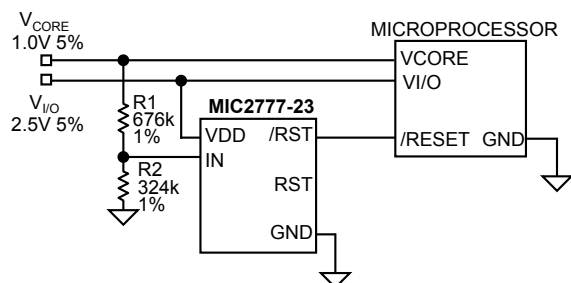 VCORE
1.0V 5%
VI/O
2.5V 5%
R1
676k
1%
R2
324k
1%
MIC2777-23
VDD
/RST
IN
RST
GND
MICROPROCESSOR
VCORE
VI/O
/RESET
GND